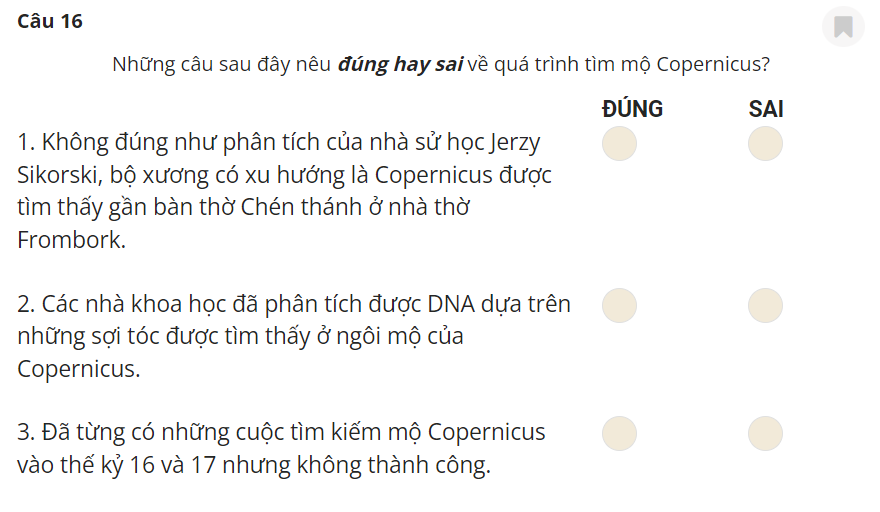 Câu 16
Những câu sau đây nêu đúng hay sai về quá trình tìm mộ Copernicus?
ĐÚNG SAI
1. Không đúng như phân tích của nhà sử học Jerzy
Sikorski, bộ xương có xu hướng là Copernicus được
tìm thấy gần bàn thờ Chén thánh ở nhà thờ
Frombork.
2. Các nhà khoa học đã phân tích được DNA dựa trên
những sợi tóc được tìm thấy ở ngôi mộ của
Copernicus.
3. Đã từng có những cuộc tìm kiếm mộ Copernicus
vào thế kỷ 16 và 17 nhưng không thành công.